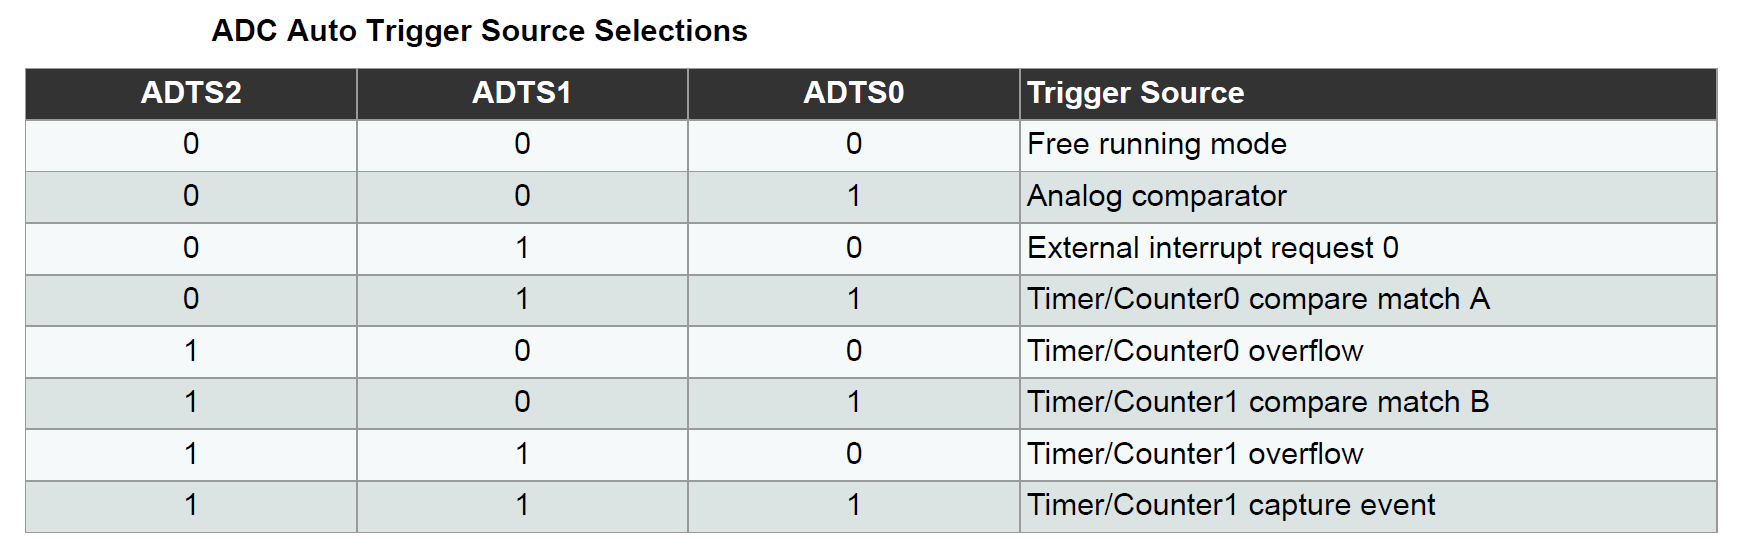 ADC Auto Trigger Source Selections
ADTS2 ADTS1 ADTS0 Trigger Source
0 0 0 Free running mode
0 0 1 Analog comparator
0 1 0 External interrupt request 0
0 1 1 Timer/Counter0 compare match A
1 0 0 Timer/Counter0 overflow
1 0 1 Timer/Counter1 compare match B
1 1 0 Timer/Counter1 overflow
1 1 1 Timer/Counter1 capture event